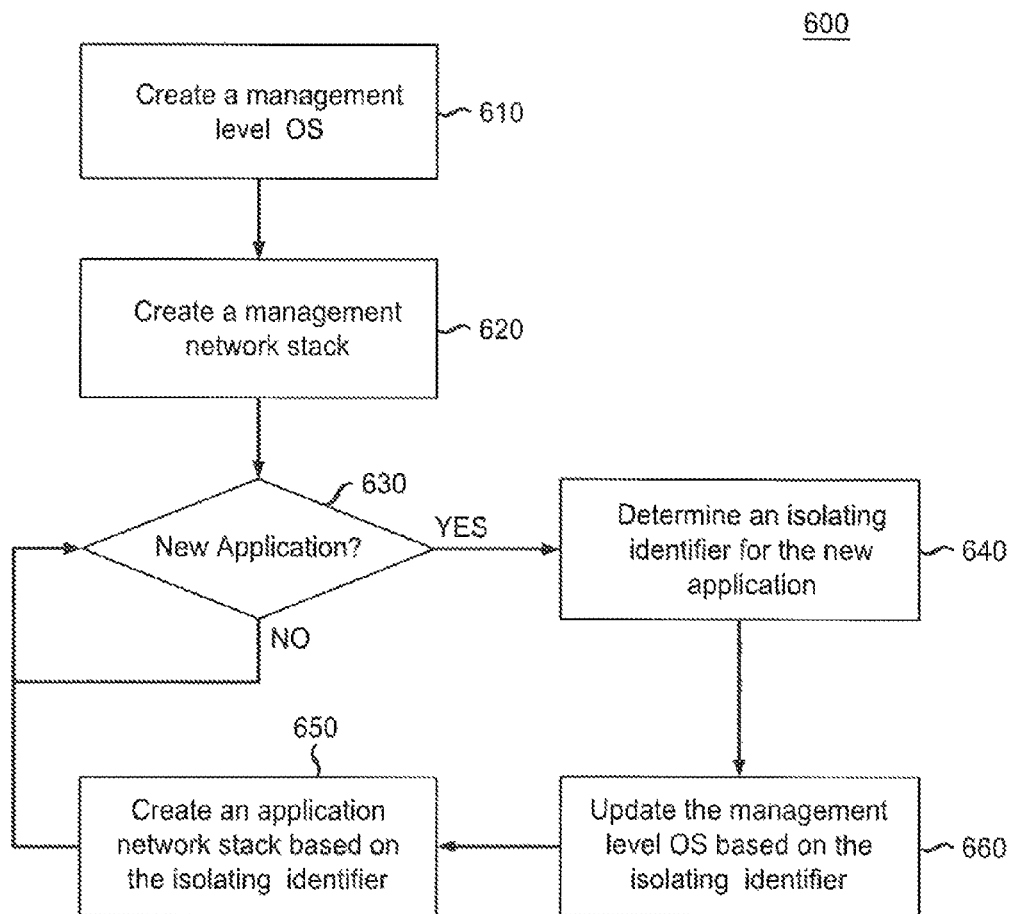 600
Create a management
level OS
610
Create a management
network stack
620
630
New Application?
YES
NO
Determine an isolating
identifier for the new
application
640
650
Create an application
network stack based on
the isolating identifier
Update the management
level OS based on the
isolating identifier
660